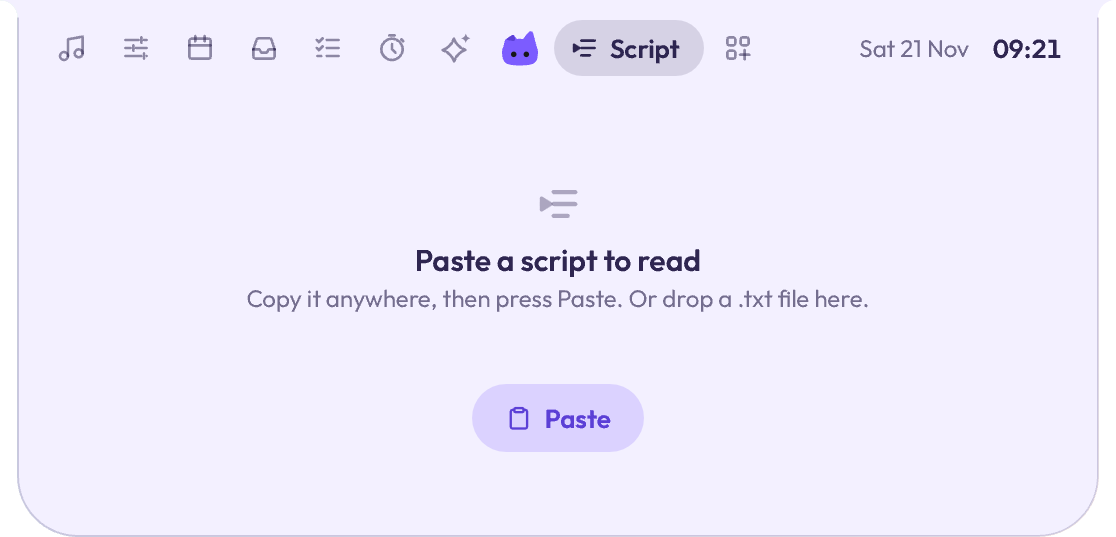 Script
Sat 21 Nov 09:21
Paste a script to read
Copy it anywhere, then press Paste. Or drop a .txt file here.
Paste